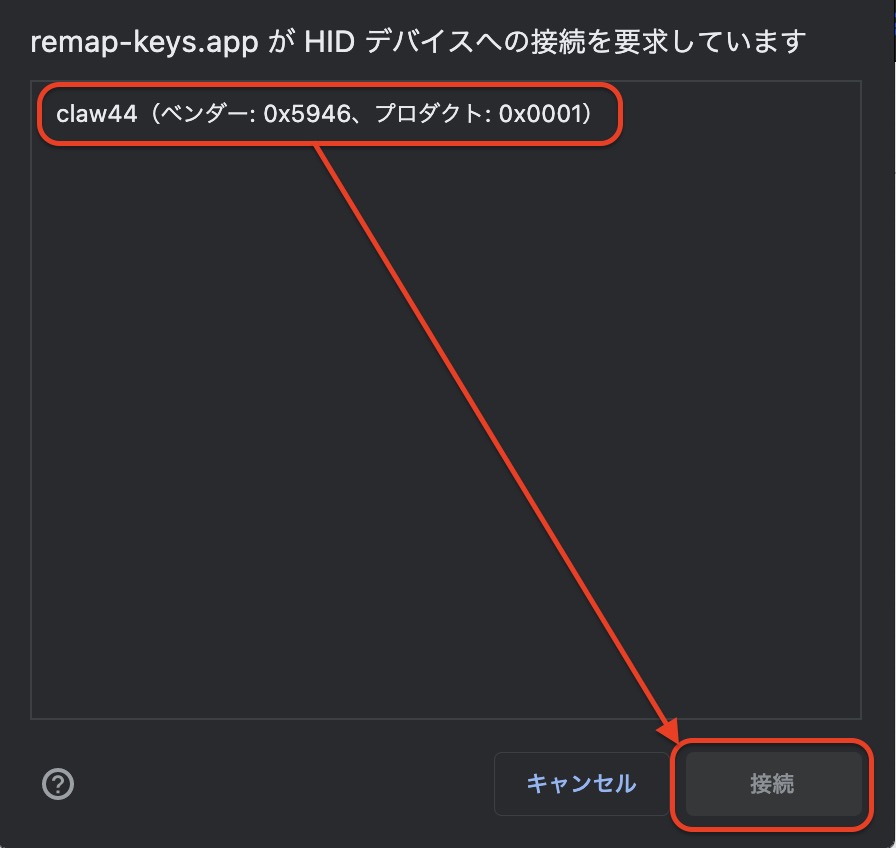 remap-keys.app が HID デバイスへの接続を要求しています
claw44（ベンダー: 0x5946、プロダクト: 0x0001）
?
キャンセル
接続